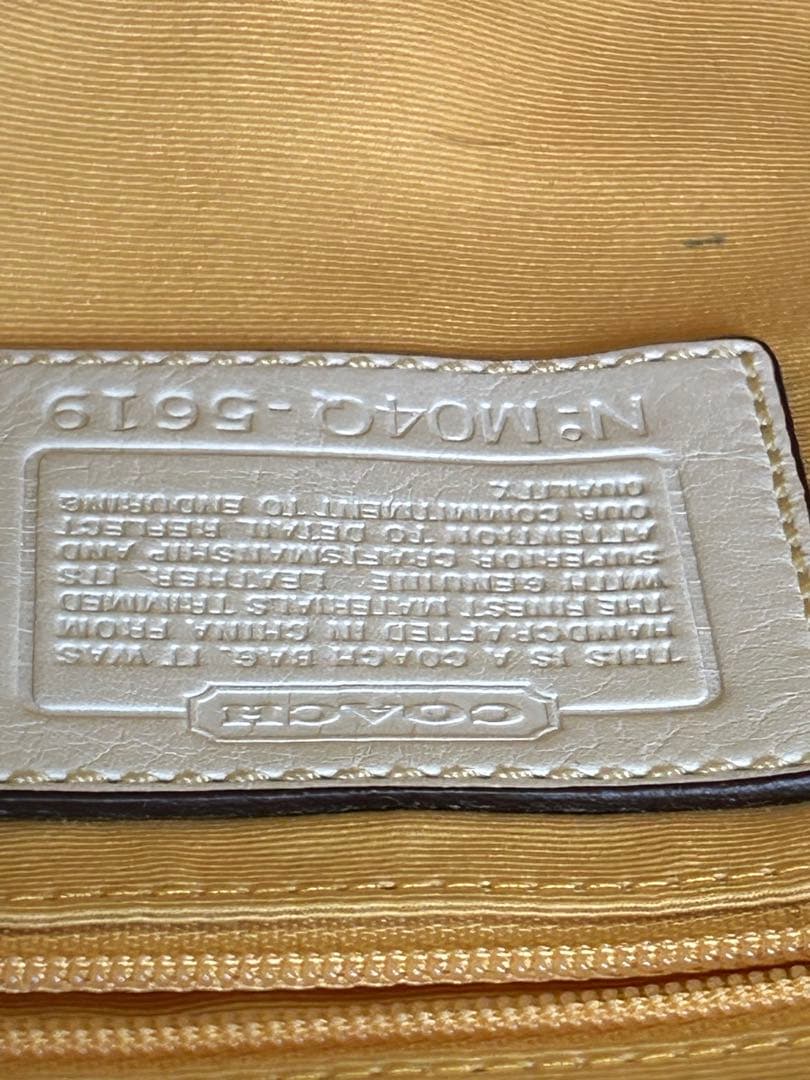 COACH
THIS IS A COACH BAG. IT WAS
HANDCRAFTED IN CHINA FROM
THE FINEST MATERIALS TRIMMED
WITH GENUINE LEATHER. ITS
SUPERIOR CRAFTSMANSHIP AND
ATTENTION TO DETAIL REFLECT
OUR COMMITMENT TO ENDURING
QUALITY.
Nº M04Q-5619